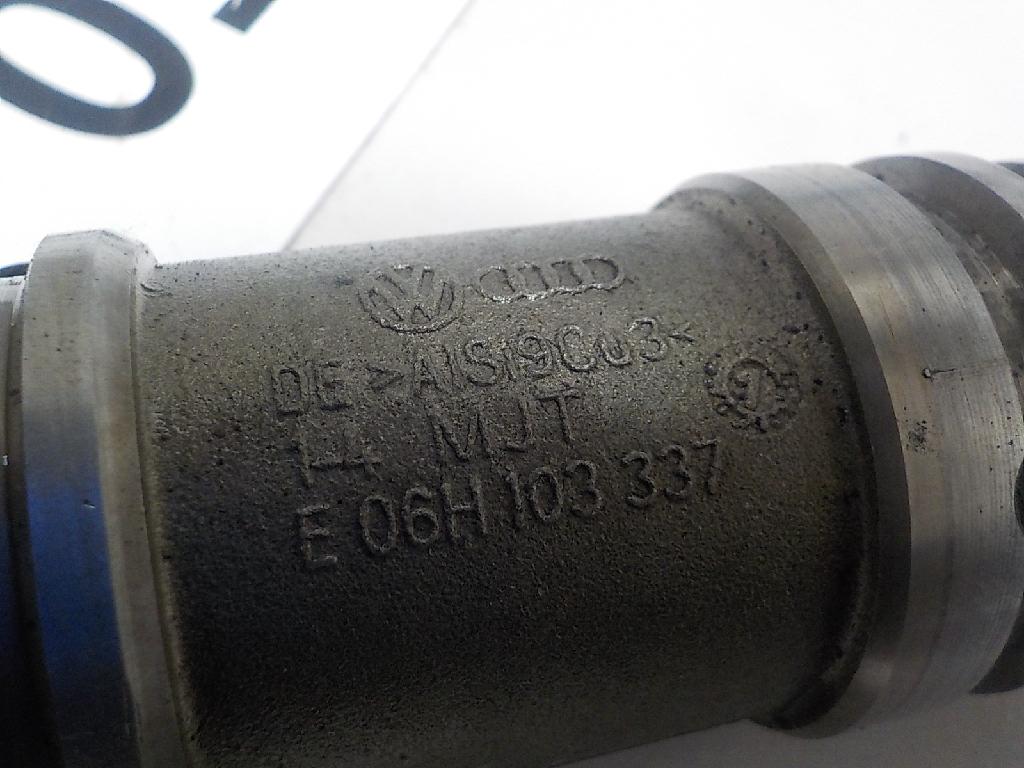 DE >AlSi9Cu3<
14 MJT
E 06H 103 337